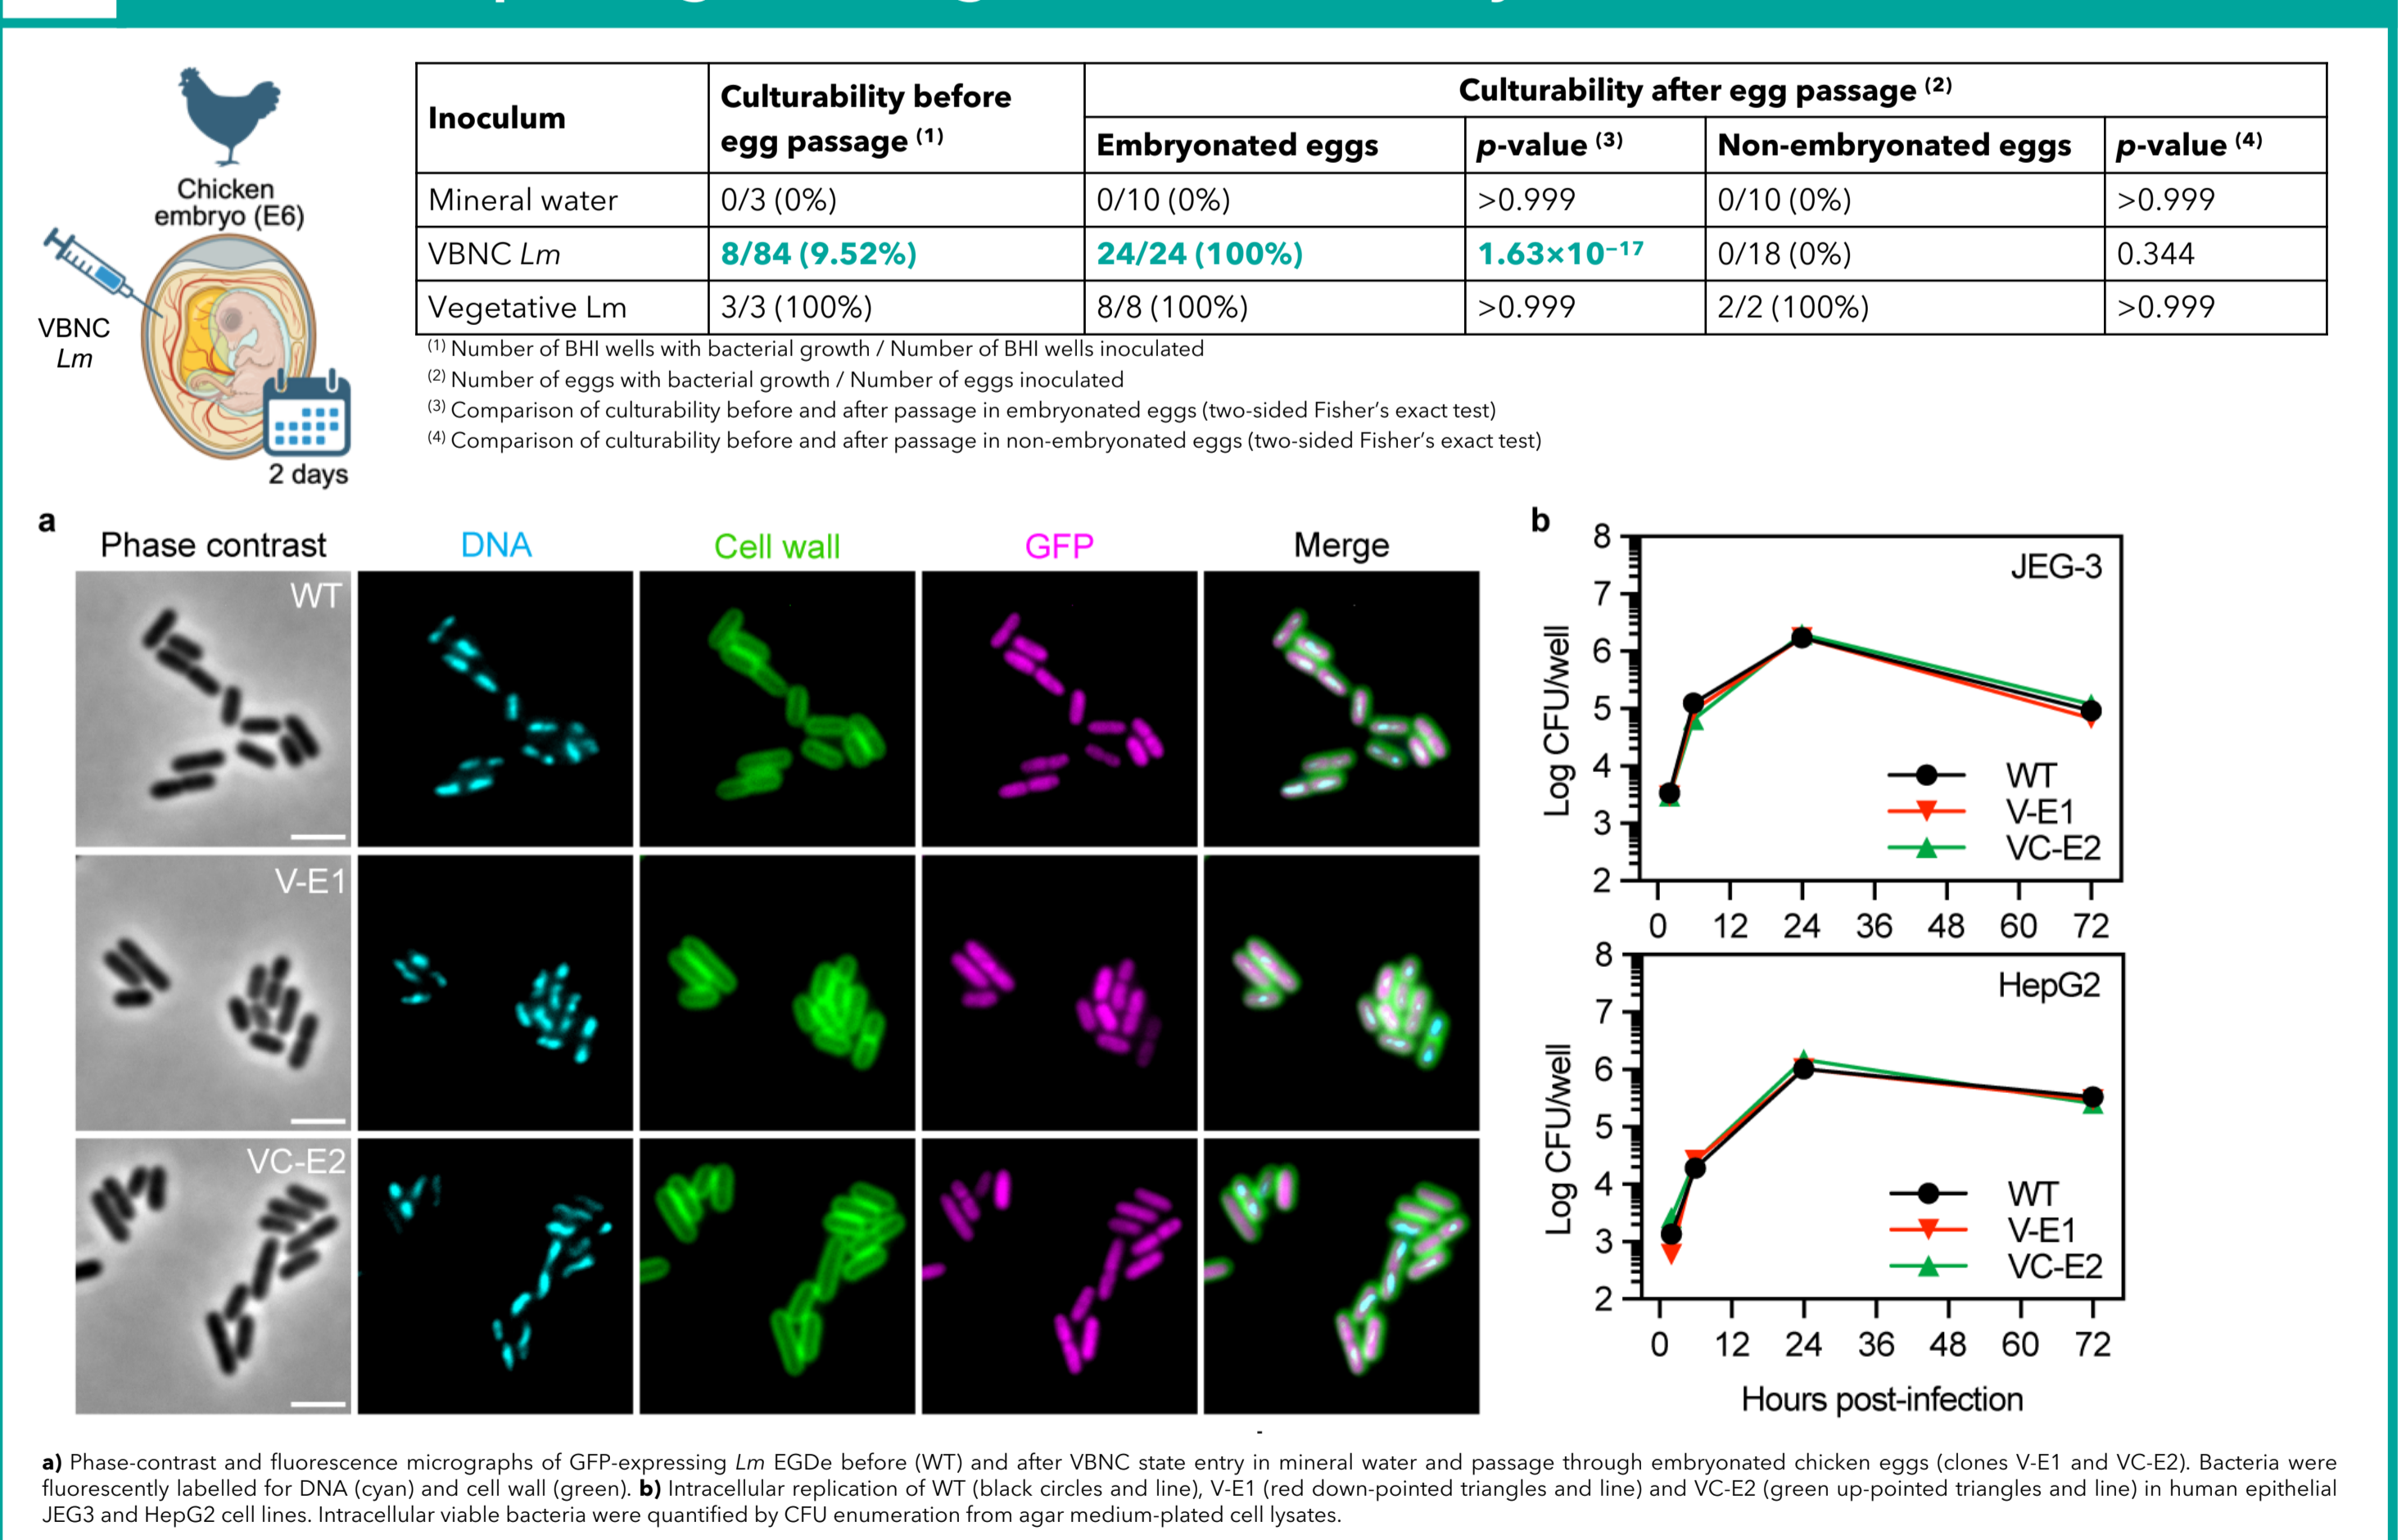 Chicken
embryo (E6)
VBNC
Lm
2 days
Inoculum
Culturability before
egg passage (1)
Culturability after egg passage (2)
Embryonated eggs
p-value (3)
Non-embryonated eggs
p-value (4)
Mineral water 0/3 (0%) 0/10 (0%) >0.999 0/10 (0%) >0.999
VBNC Lm 8/84 (9.52%) 24/24 (100%) 1.63×10⁻¹⁷ 0/18 (0%) 0.344
Vegetative Lm 3/3 (100%) 8/8 (100%) >0.999 2/2 (100%) >0.999
(1) Number of BHI wells with bacterial growth / Number of BHI wells inoculated
(2) Number of eggs with bacterial growth / Number of eggs inoculated
(3) Comparison of culturability before and after passage in embryonated eggs (two-sided Fisher's exact test)
(4) Comparison of culturability before and after passage in non-embryonated eggs (two-sided Fisher's exact test)
a
Phase contrast DNA Cell wall GFP Merge
WT
V-E1
VC-E2
b
JEG-3
Log CFU/well
8
7
6
5
4
3
2
WT
V-E1
VC-E2
0 12 24 36 48 60 72
HepG2
Log CFU/well
8
7
6
5
4
3
2
WT
V-E1
VC-E2
0 12 24 36 48 60 72
Hours post-infection
a) Phase-contrast and fluorescence micrographs of GFP-expressing Lm EGDe before (WT) and after VBNC state entry in mineral water and passage through embryonated chicken eggs (clones V-E1 and VC-E2). Bacteria were
fluorescently labelled for DNA (cyan) and cell wall (green). b) Intracellular replication of WT (black circles and line), V-E1 (red down-pointed triangles and line) and VC-E2 (green up-pointed triangles and line) in human epithelial
JEG3 and HepG2 cell lines. Intracellular viable bacteria were quantified by CFU enumeration from agar medium-plated cell lysates.